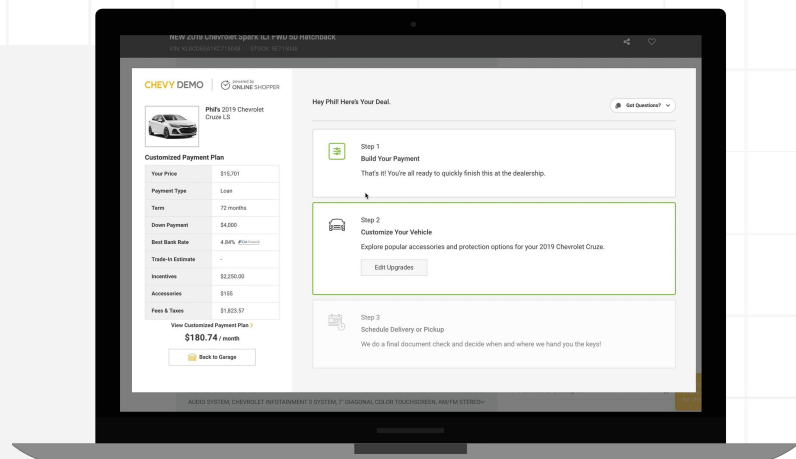 NEW 2019 Chevrolet Spark 1LT FWD 5D Hatchback
CHEVY DEMO
powered by
ONLINE SHOPPER
Phil's 2019 Chevrolet
Cruze LS
Customized Payment Plan
Your Price $15,701
Payment Type Loan
Term 72 months
Down Payment $4,000
Best Bank Rate 4.84%
Trade-In Estimate -
Incentives $2,250.00
Accessories $155
Fees & Taxes $1,823.57
View Customized Payment Plan >
$180.74 / month
Back to Garage
Hey Phil! Here's Your Deal.
Got Questions?
Step 1
Build Your Payment
That's it! You're all ready to quickly finish this at the dealership.
Step 2
Customize Your Vehicle
Explore popular accessories and protection options for your 2019 Chevrolet Cruze.
Edit Upgrades
Step 3
Schedule Delivery or Pickup
We do a final document check and decide when and where we hand you the keys!
AUDIO SYSTEM, CHEVROLET INFOTAINMENT 3 SYSTEM, 7" DIAGONAL COLOR TOUCHSCREEN, AM/FM STEREO